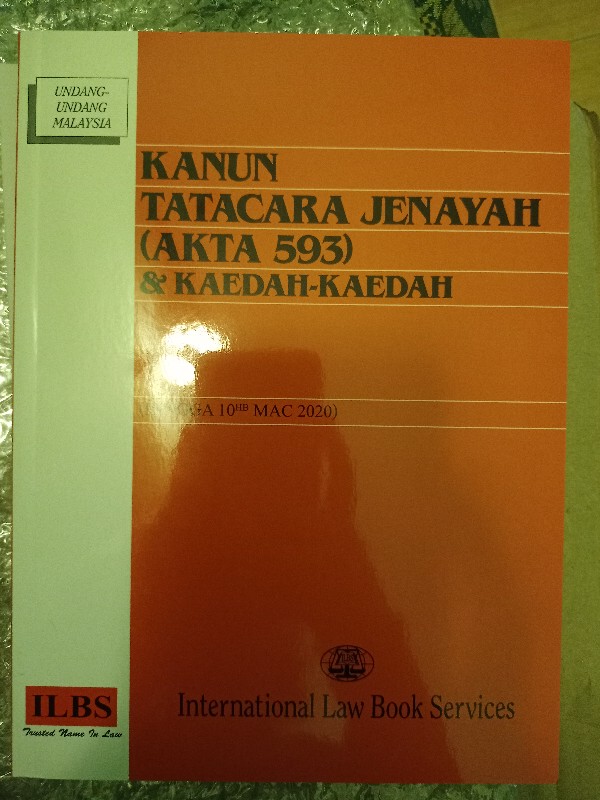 UNDANG-
UNDANG
MALAYSIA
KANUN
TATACARA JENAYAH
(AKTA 593)
& KAEDAH-KAEDAH
10HB MAC 2020)
International Law Book Services
ILBS
Trusted Name In Law